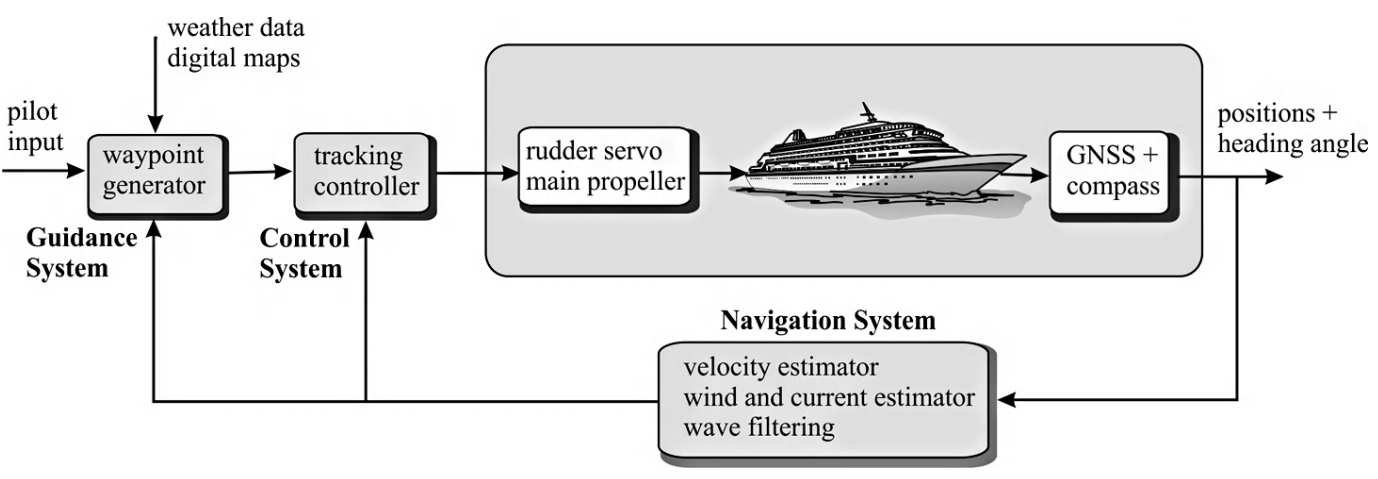 weather data
digital maps
pilot
input
waypoint
generator
Guidance
System
tracking
controller
Control
System
rudder servo
main propeller
GNSS +
compass
positions +
heading angle
Navigation System
velocity estimator
wind and current estimator
wave filtering